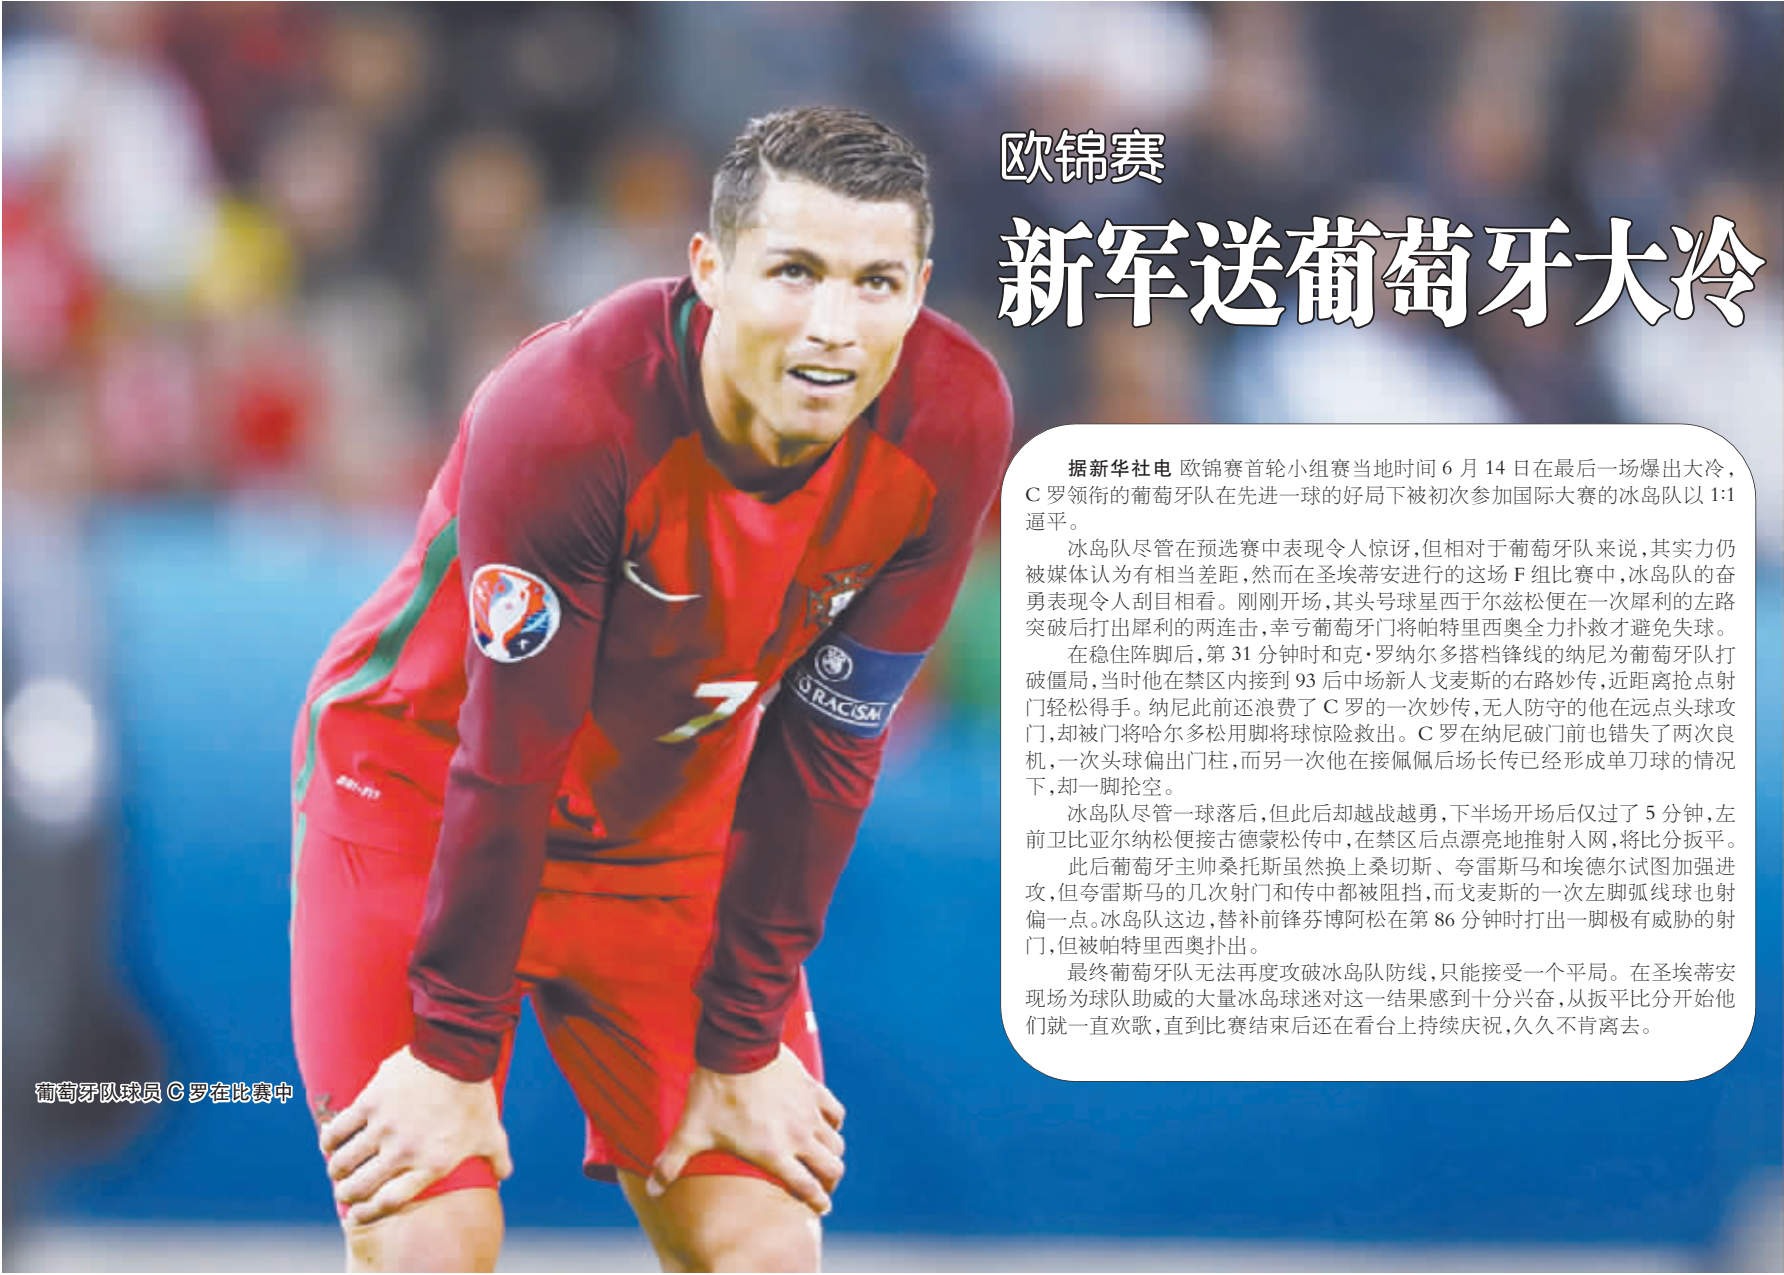 欧锦赛
新军送葡萄牙大冷
据新华社电 欧锦赛首轮小组赛当地时间 6 月 14 日在最后一场爆出大冷，
C 罗领衔的葡萄牙队在先进一球的好局下被初次参加国际大赛的冰岛队以 1:1
逼平。
冰岛队尽管在预选赛中表现令人惊讶，但相对于葡萄牙队来说，其实力仍
被媒体认为有相当差距，然而在圣埃蒂安进行的这场 F 组比赛中，冰岛队的奋
勇表现令人刮目相看。刚刚开场，其头号球星西于尔兹松便在一次犀利的左路
突破后打出犀利的两连击，幸亏葡萄牙门将帕特里西奥全力扑救才避免失球。
在稳住阵脚后，第 31 分钟时和克·罗纳尔多搭档锋线的纳尼为葡萄牙队打
破僵局，当时他在禁区内接到 93 后中场新人戈麦斯的右路妙传，近距离抢点射
门轻松得手。纳尼此前还浪费了 C 罗的一次妙传，无人防守的他在远点头球攻
门，却被门将哈尔多松用脚将球惊险救出。C 罗在纳尼破门前也错失了两次良
机，一次头球偏出门柱，而另一次他在接佩佩后场长传已经形成单刀球的情况
下，却一脚抡空。
冰岛队尽管一球落后，但此后却越战越勇，下半场开场后仅过了 5 分钟，左
前卫比亚尔纳松便接古德蒙松传中，在禁区后点漂亮地推射入网，将比分扳平。
此后葡萄牙主帅桑托斯虽然换上桑切斯、夸雷斯马和埃德尔试图加强进
攻，但夸雷斯马的几次射门和传中都被阻挡，而戈麦斯的一次左脚弧线球也射
偏一点。冰岛队这边，替补前锋芬博阿松在第 86 分钟时打出一脚极有威胁的射
门，但被帕特里西奥扑出。
最终葡萄牙队无法再度攻破冰岛队防线，只能接受一个平局。在圣埃蒂安
现场为球队助威的大量冰岛球迷对这一结果感到十分兴奋，从扳平比分开始他
们就一直欢歌，直到比赛结束后还在看台上持续庆祝，久久不肯离去。
葡萄牙队球员 C 罗在比赛中
7
RACISM
DRI-FIT